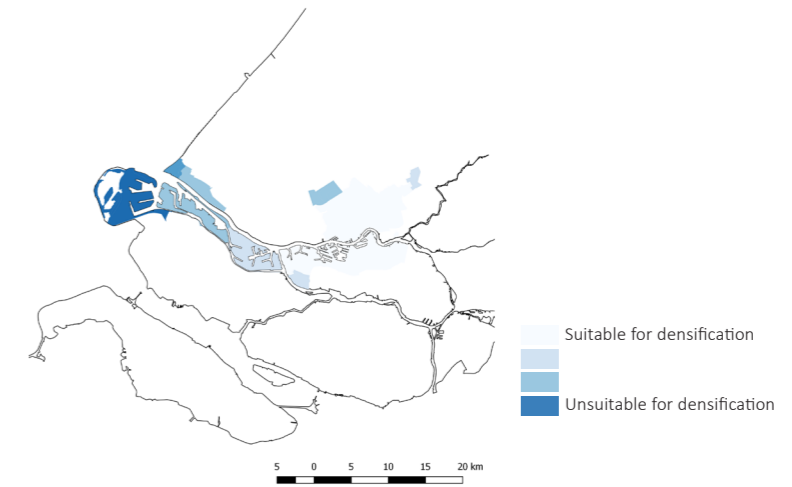 Suitable for densification
Unsuitable for densification
5 0 5 10 15 20 km